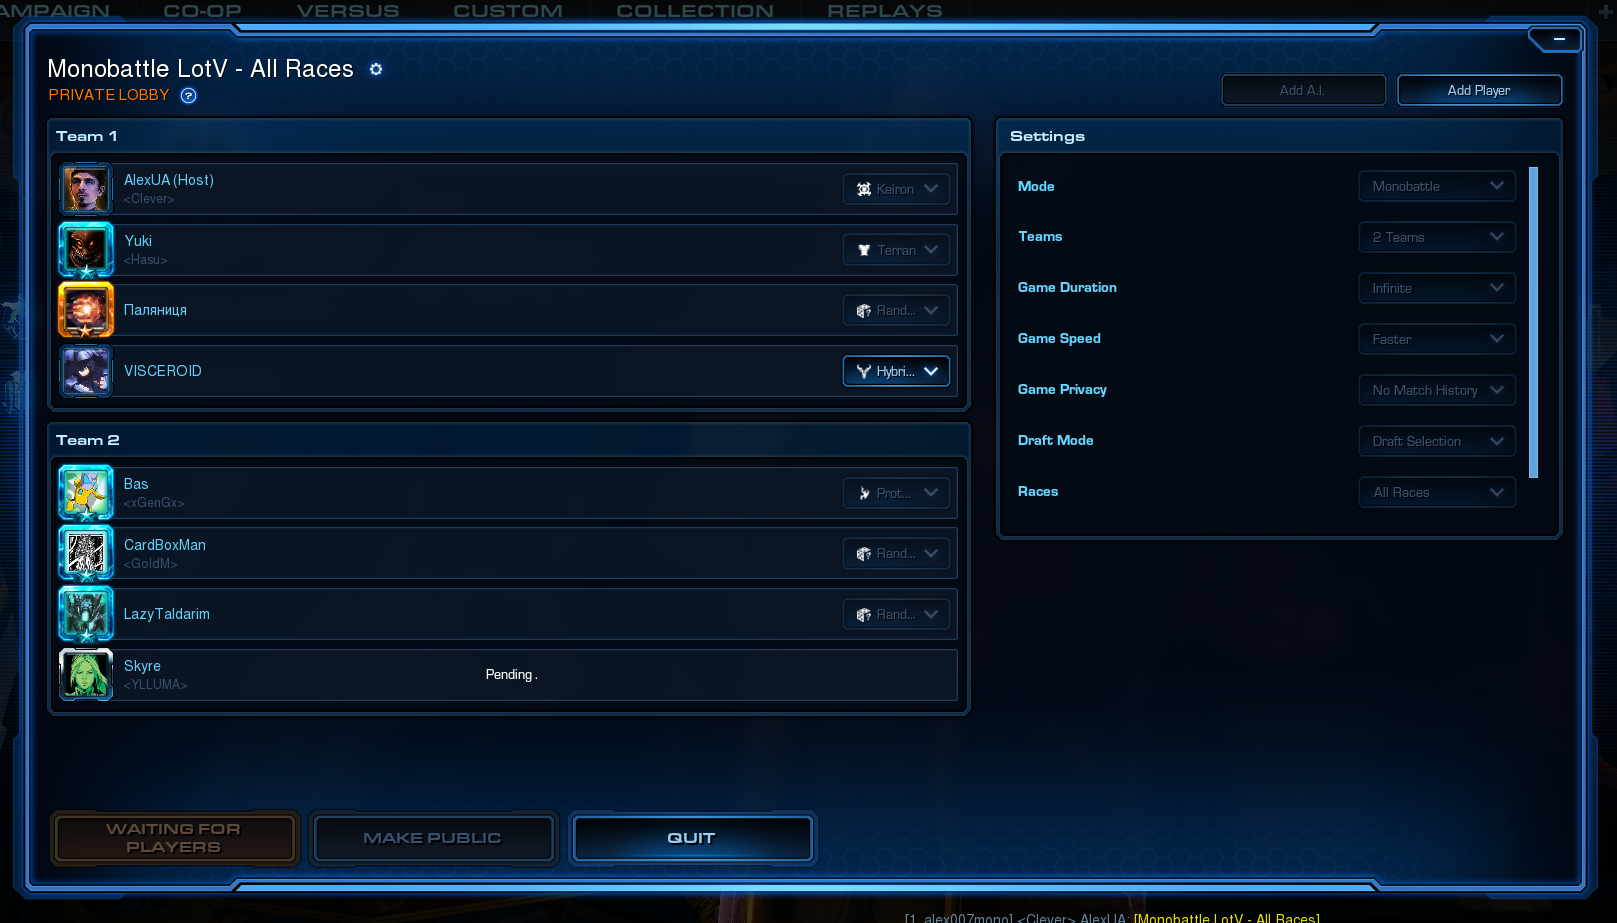 AMPAIGN CO-OP VERSUS CUSTOM COLLECTION REPLAYS
Monobattle LotV - All Races
PRIVATE LOBBY ?
Add A.I. Add Player
Team 1
AlexUA (Host)
<Clever>
Keiron
Yuki
<Hasu>
Terran
Паляниця
Rand...
VISCEROID
Hybri...
Team 2
Bas
<xGenGx>
Prot...
CardBoxMan
<GoldM>
Rand...
LazyTaldarim
Rand...
Skyre
<YLLUMA>
Pending .
Settings
Mode Monobattle
Teams 2 Teams
Game Duration Infinite
Game Speed Faster
Game Privacy No Match History
Draft Mode Draft Selection
Races All Races
WAITING FOR
PLAYERS
MAKE PUBLIC
QUIT
[1. alex007mono] <Clever> AlexUA: [Monobattle LotV - All Races]